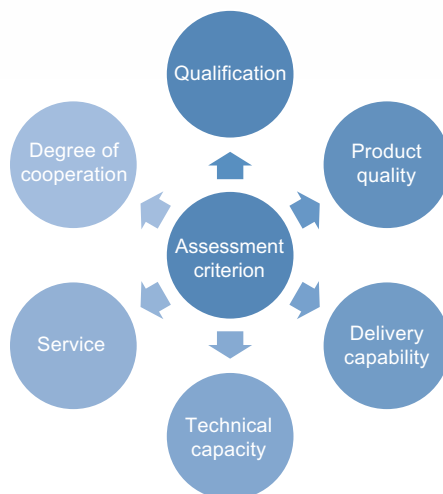 Qualification
Degree of
cooperation
Product
quality
Assessment
criterion
Service
Delivery
capability
Technical
capacity